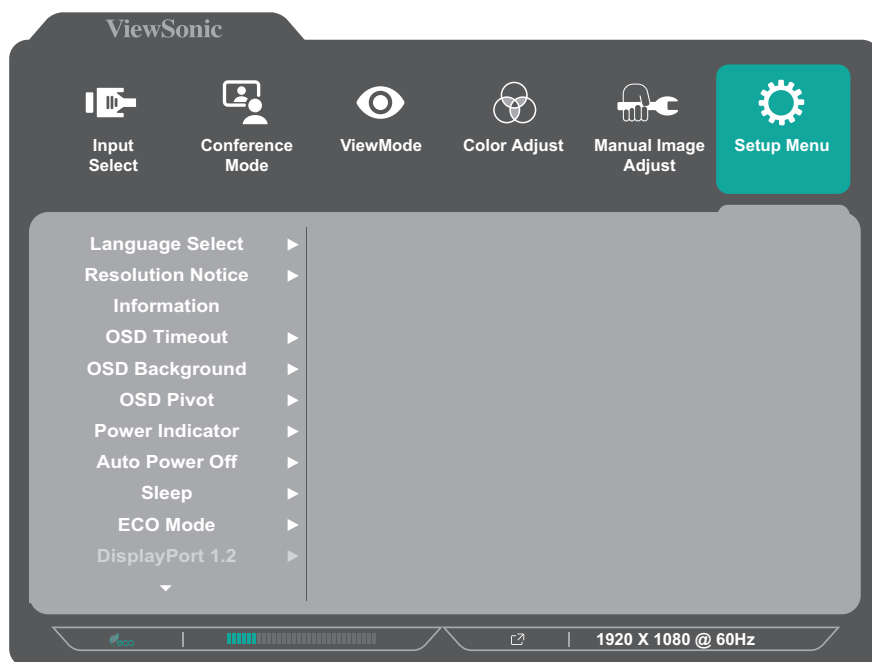 ViewSonic
Input
Select
Conference
Mode
ViewMode
Color Adjust
Manual Image
Adjust
Setup Menu
Language Select
Resolution Notice
Information
OSD Timeout
OSD Background
OSD Pivot
Power Indicator
Auto Power Off
Sleep
ECO Mode
DisplayPort 1.2
eco
1920 X 1080 @ 60Hz